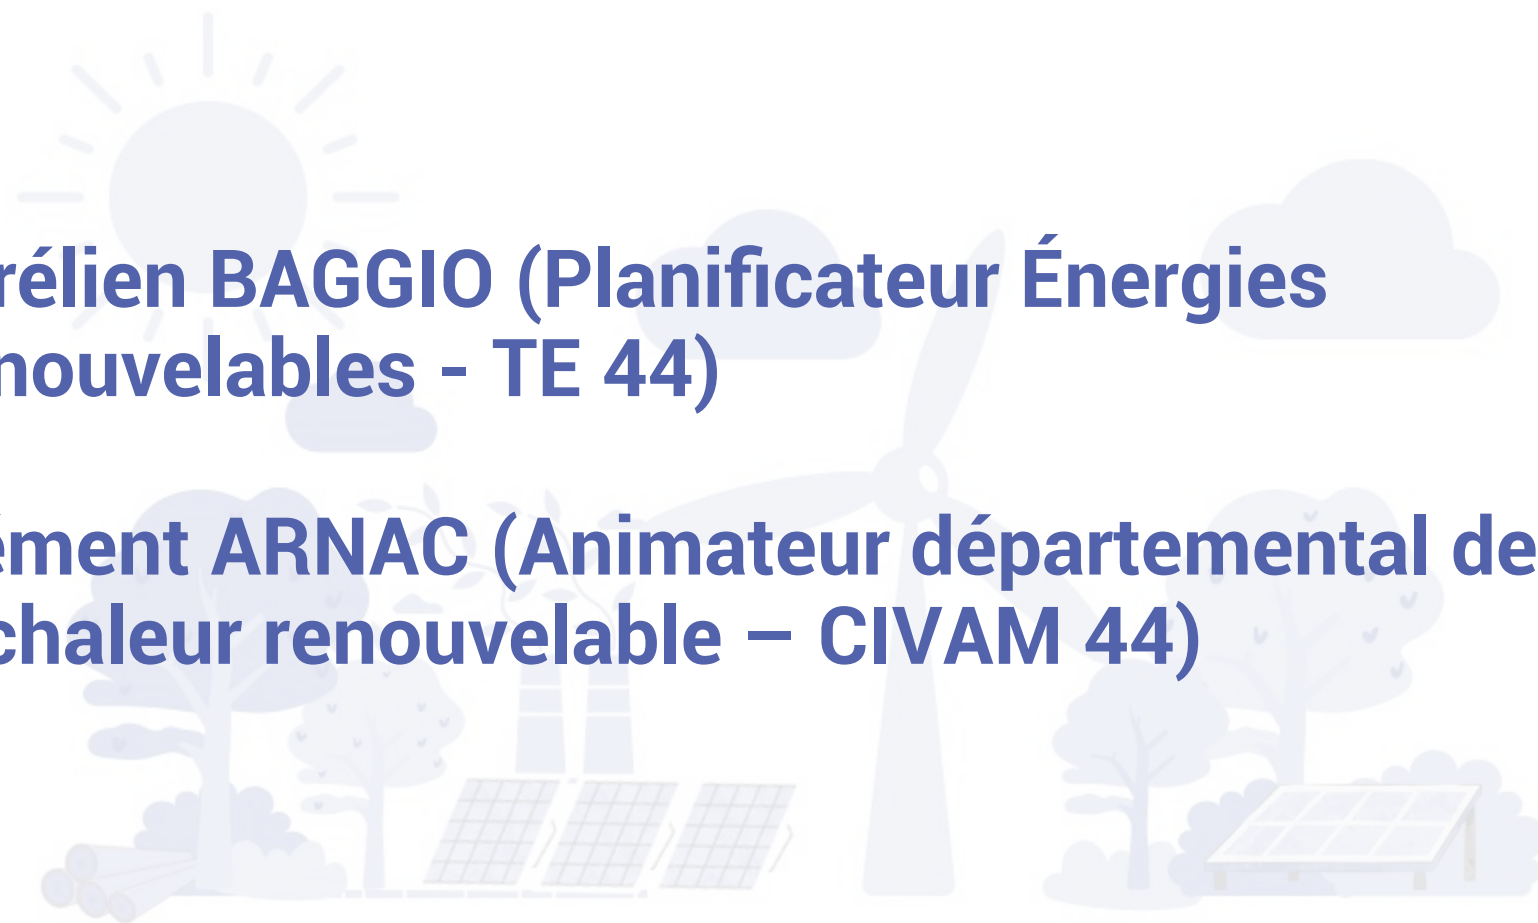 rélien BAGGIO (Planificateur Énergies
nouvelables - TE 44)
ément ARNAC (Animateur départemental de
chaleur renouvelable – CIVAM 44)